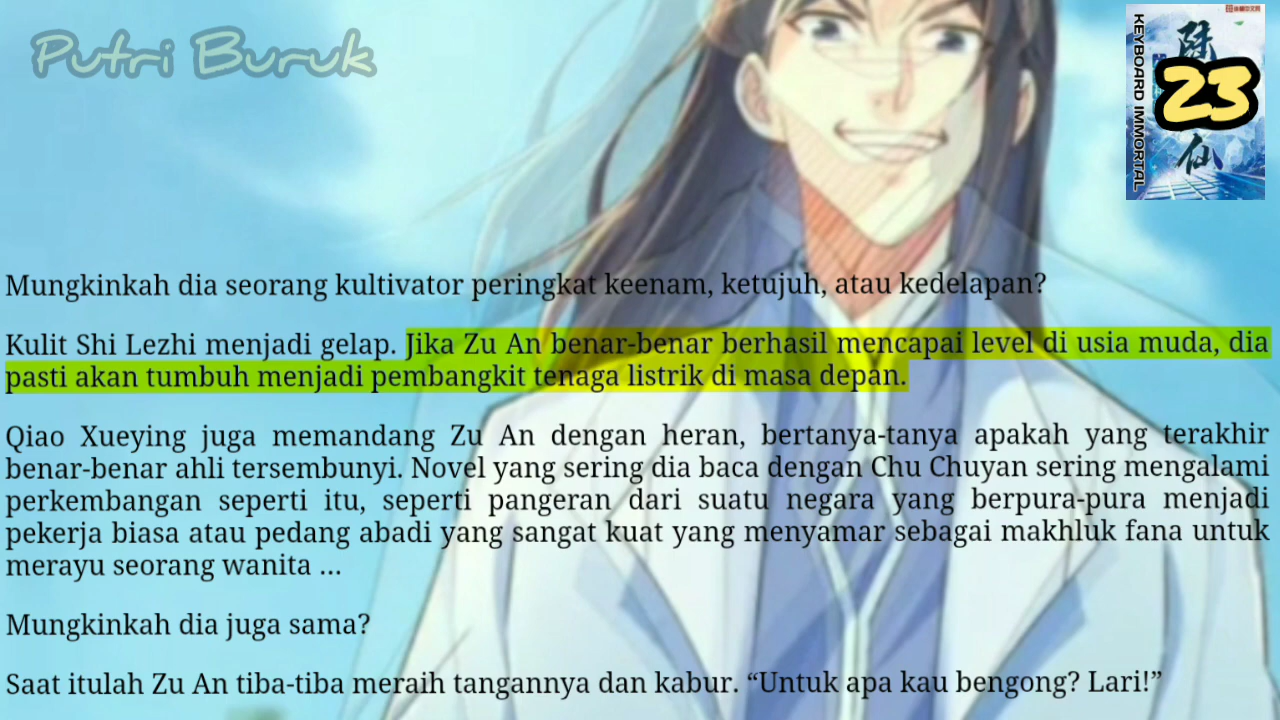 Putri Buruk
KEYBOARD IMMORTAL
陸
23
仙
Mungkinkah dia seorang kultivator peringkat keenam, ketujuh, atau kedelapan?
Kulit Shi Lezhi menjadi gelap. Jika Zu An benar-benar berhasil mencapai level di usia muda, dia
pasti akan tumbuh menjadi pembangkit tenaga listrik di masa depan.
Qiao Xueying juga memandang Zu An dengan heran, bertanya-tanya apakah yang terakhir
benar-benar ahli tersembunyi. Novel yang sering dia baca dengan Chu Chuyan sering mengalami
perkembangan seperti itu, seperti pangeran dari suatu negara yang berpura-pura menjadi
pekerja biasa atau pedang abadi yang sangat kuat yang menyamar sebagai makhluk fana untuk
merayu seorang wanita ...
Mungkinkah dia juga sama?
Saat itulah Zu An tiba-tiba meraih tangannya dan kabur. “Untuk apa kau bengong? Lari!”